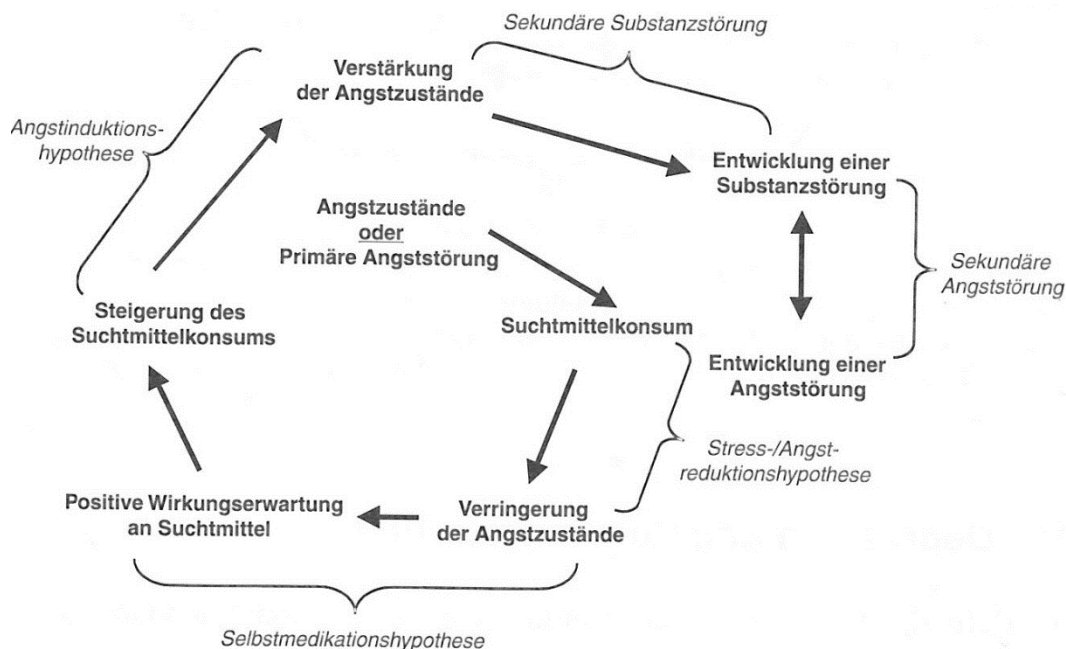 Sekundäre Substanzstörung
Verstärkung
der Angstzustände
Angstinduktions-
hypothese
Entwicklung einer
Substanzstörung
Angstzustände
oder
Primäre Angststörung
Sekundäre
Angststörung
Steigerung des
Suchtmittelkonsums
Suchtmittelkonsum
Entwicklung einer
Angststörung
Stress-/Angst-
reduktionshypothese
Positive Wirkungserwartung
an Suchtmittel
Verringerung
der Angstzustände
Selbstmedikationshypothese